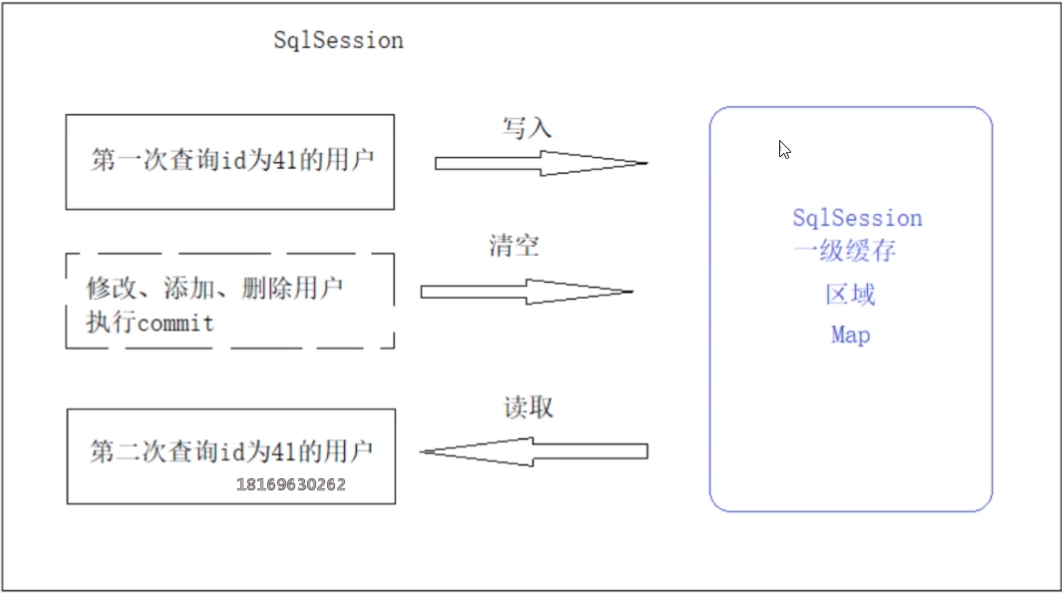 SqlSession
第一次查询id为41的用户
写入
修改、添加、删除用户
执行commit
清空
第二次查询id为41的用户
18169630262
读取
SqlSession
一级缓存
区域
Map